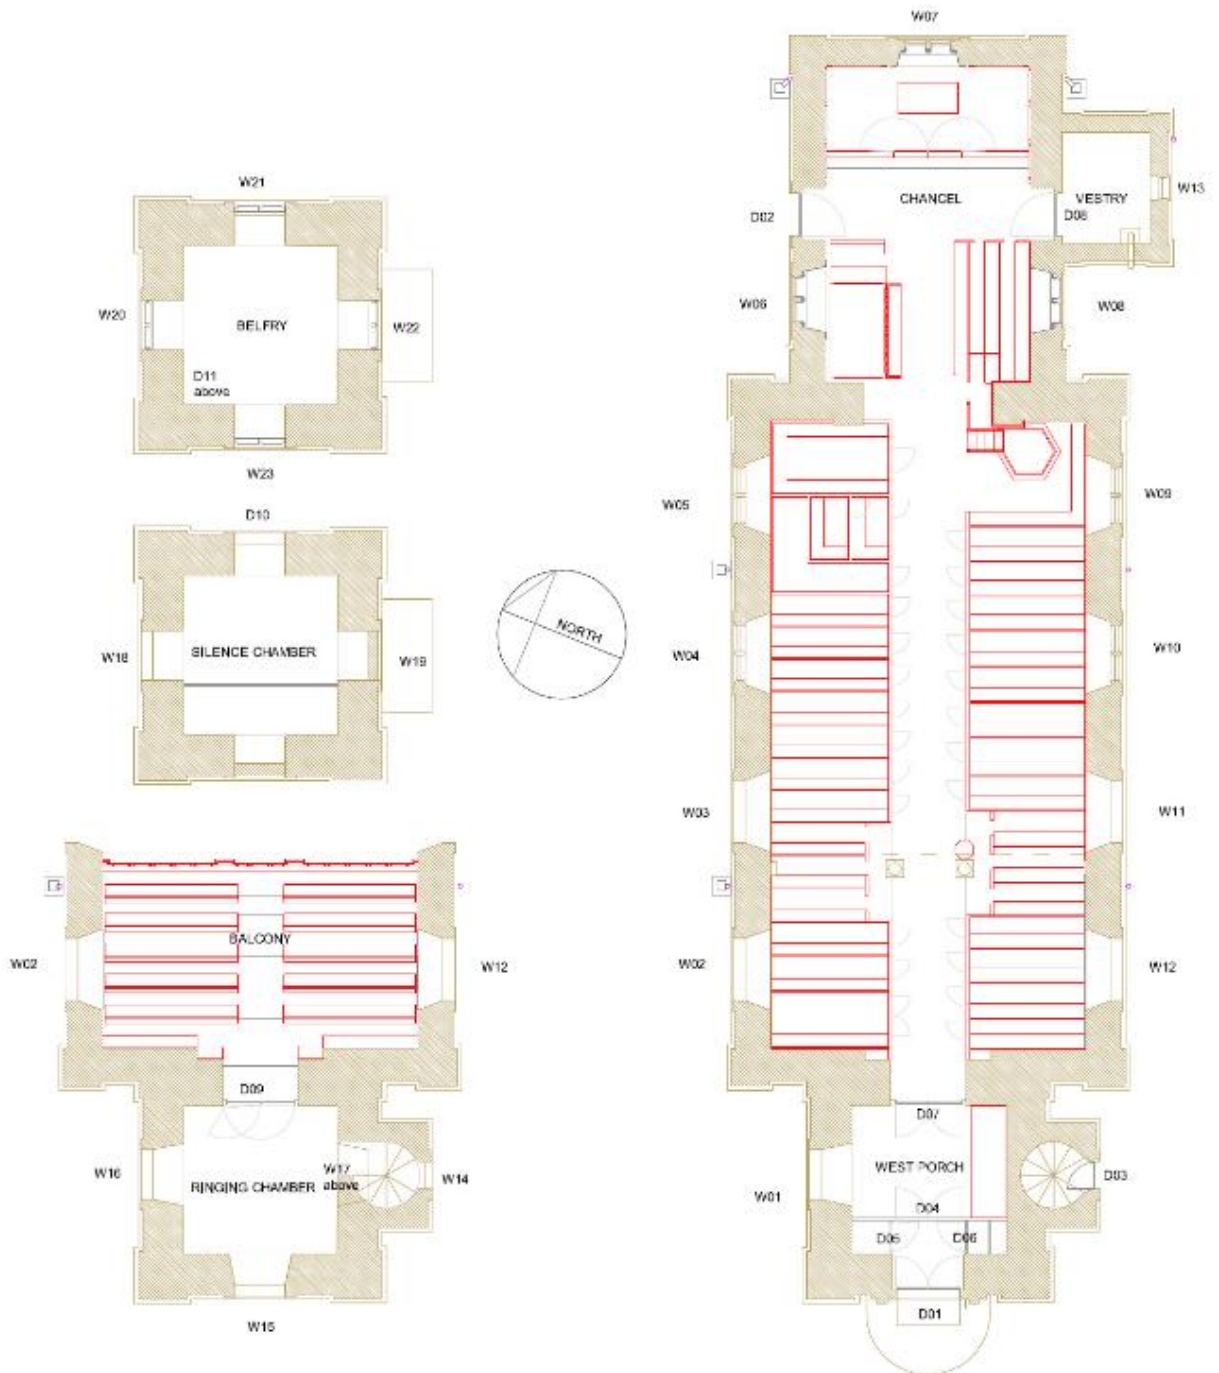 W07
CHANCEL
VESTRY
W13
D02
D08
W06
W08
W21
W20
BELFRY
W22
D11
above
W23
D10
W18
SILENCE CHAMBER
W19
NORTH
W05
W09
W04
W10
W03
W11
W02
W12
BALCONY
W02
W12
D09
W16
RINGING CHAMBER
W17
above
W14
W15
D07
WEST PORCH
W01
D03
D04
D05
D06
D01